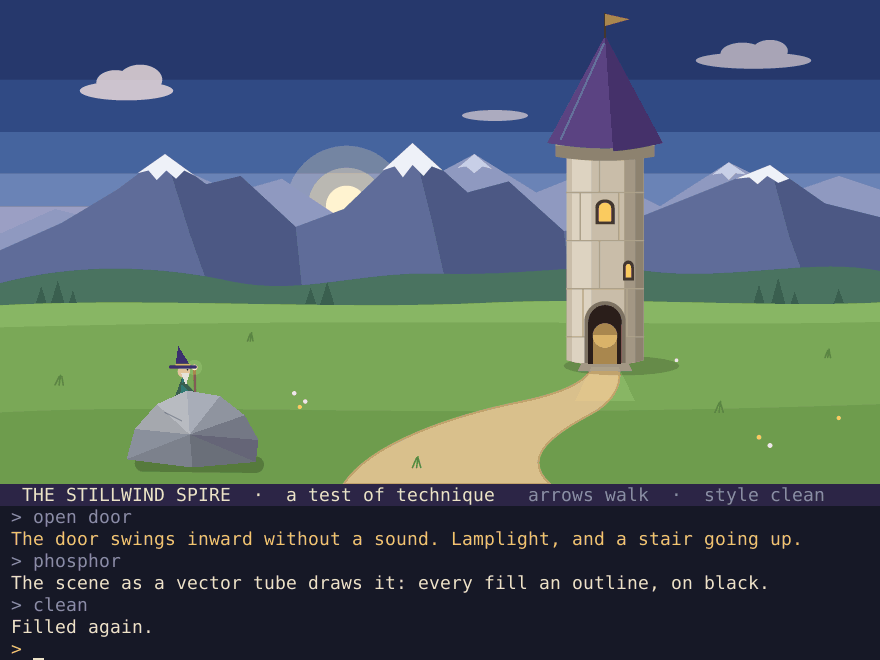 THE STILLWIND SPIRE · a test of technique arrows walk · style clean
> open door
The door swings inward without a sound. Lamplight, and a stair going up.
> phosphor
The scene as a vector tube draws it: every fill an outline, on black.
> clean
Filled again.
> _